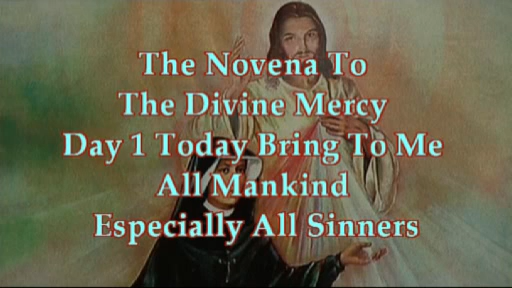 The Novena To
The Divine Mercy
Day 1 Today Bring To Me
All Mankind
Especially All Sinners